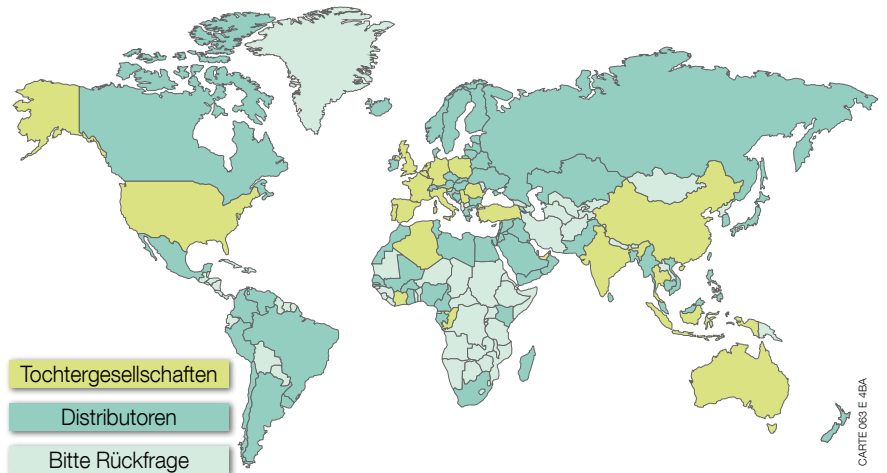 Tochtergesellschaften
Distributoren
Bitte Rückfrage
CARTE 063 E 4BA